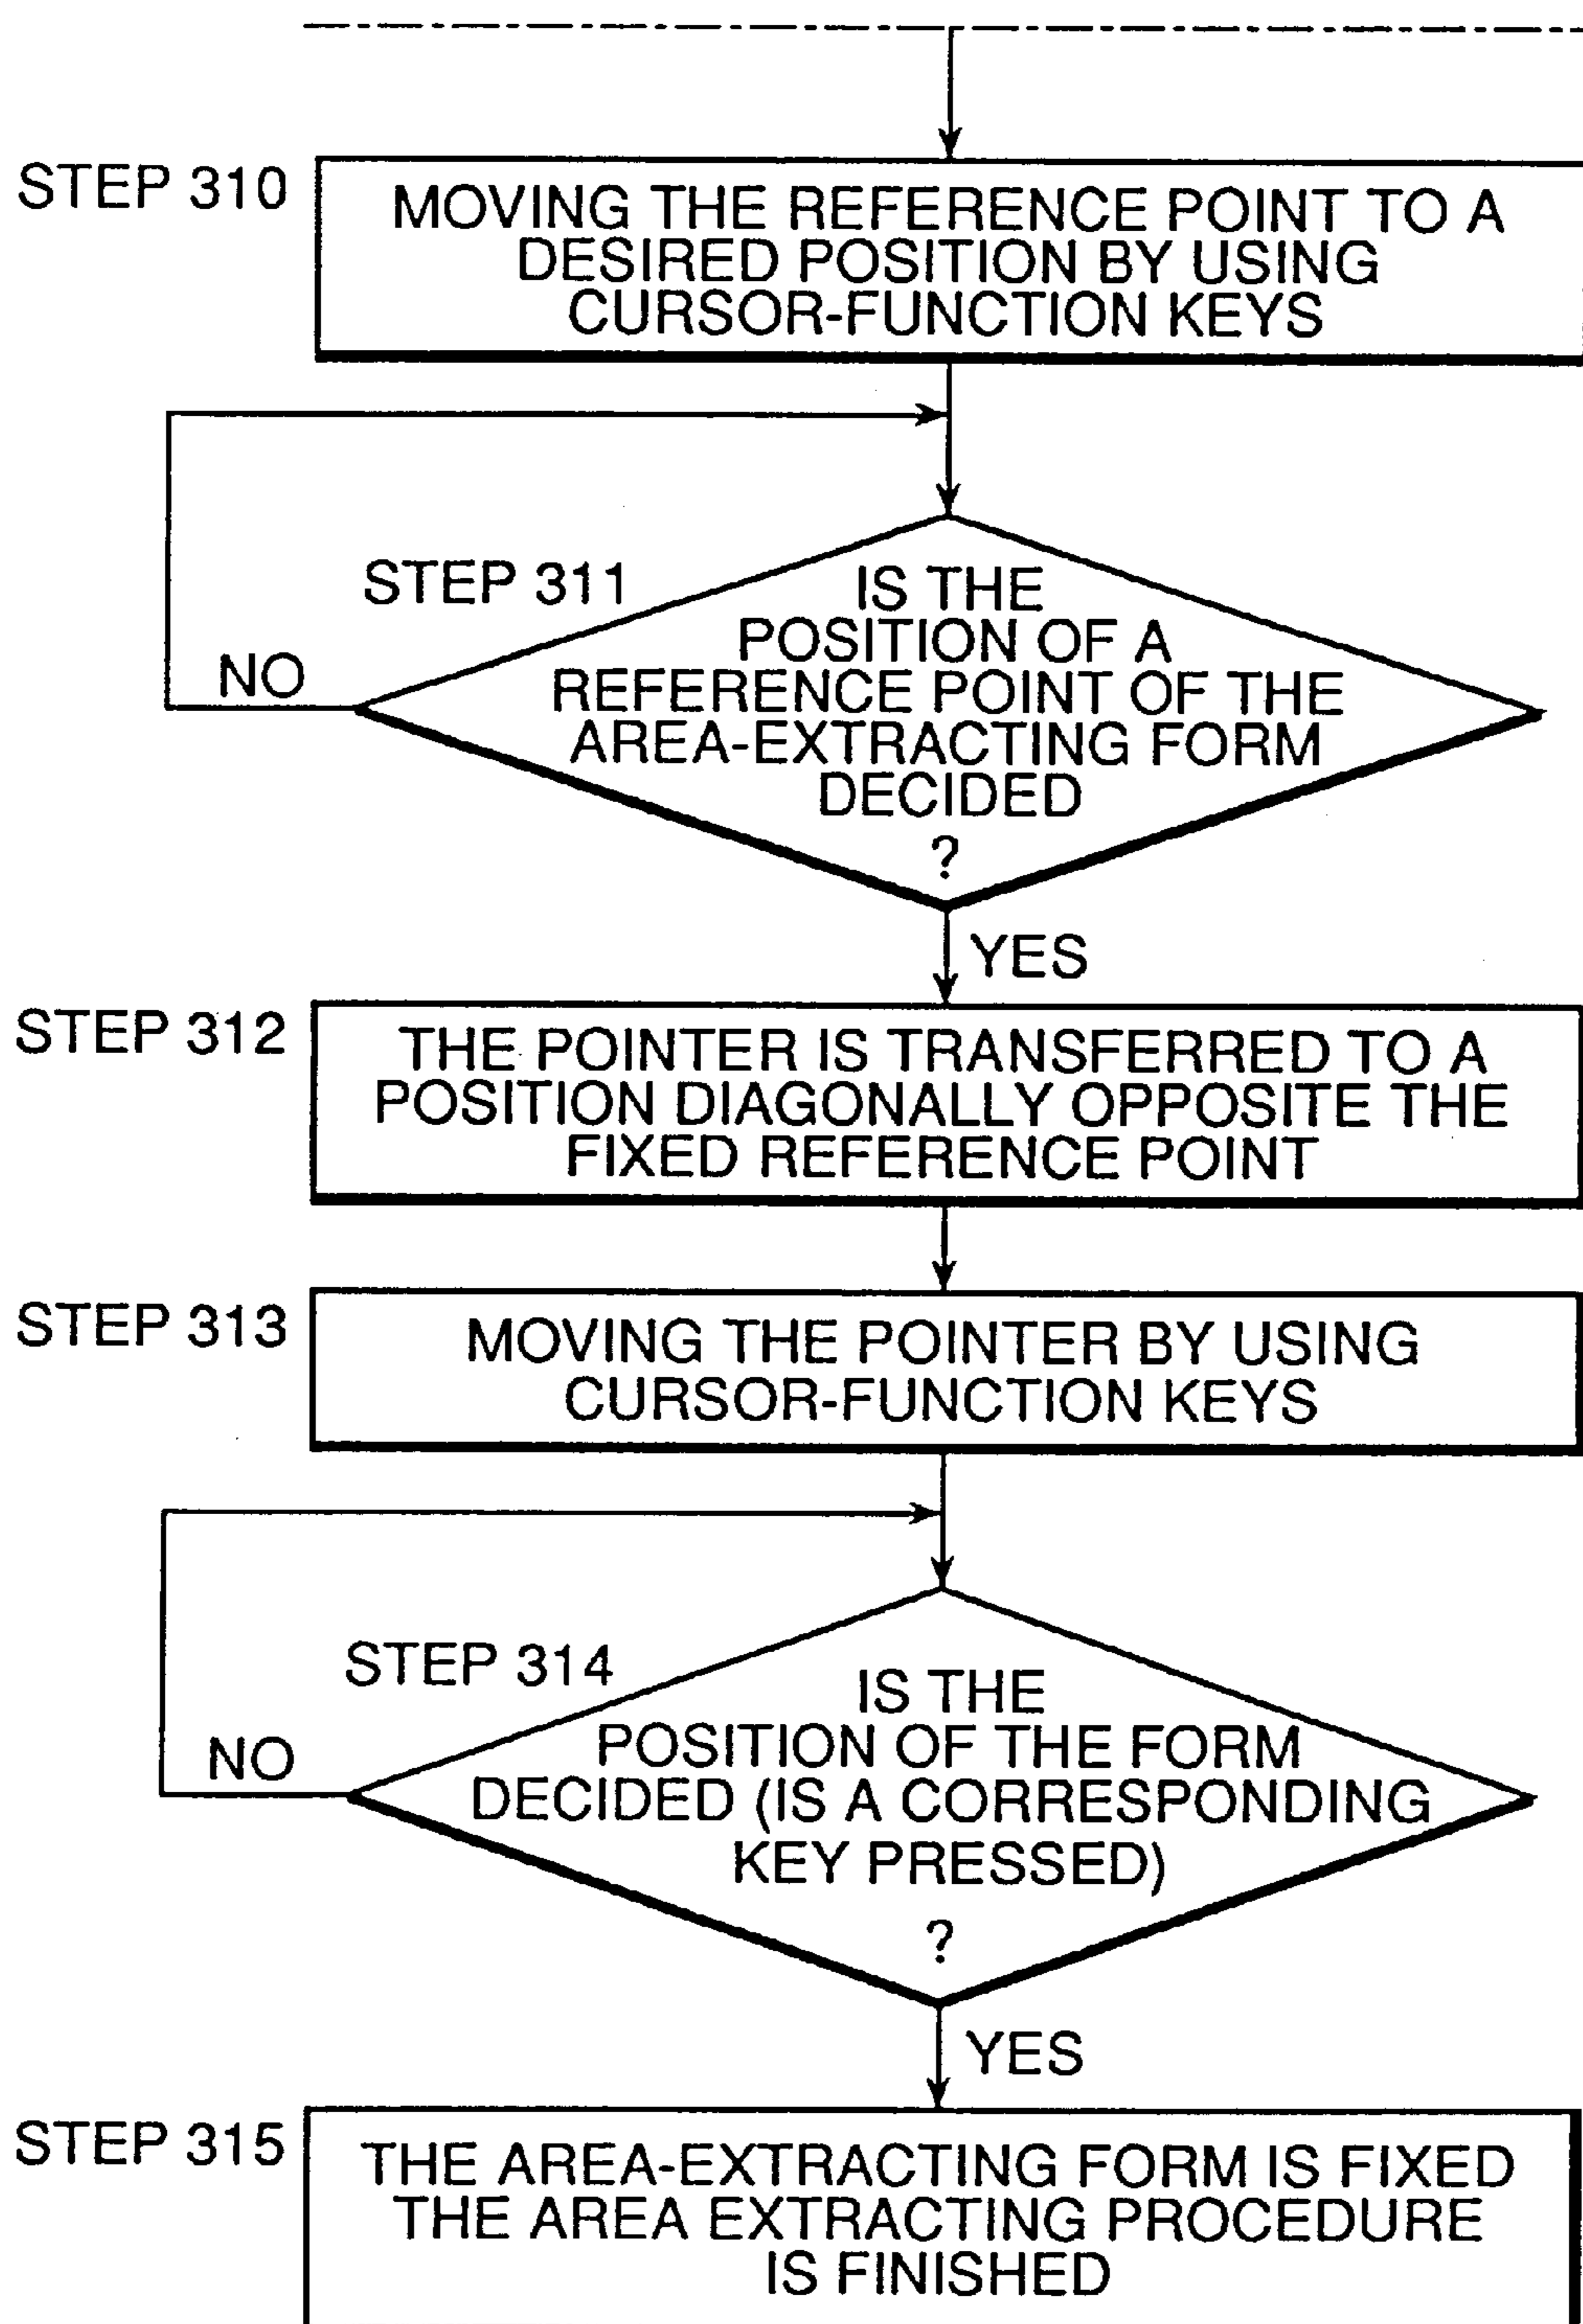 STEP 310
MOVING THE REFERENCE POINT TO A
DESIRED POSITION BY USING
CURSOR-FUNCTION KEYS
STEP 311
IS THE
POSITION OF A
REFERENCE POINT OF THE
AREA-EXTRACTING FORM
DECIDED
?
NO
YES
STEP 312
THE POINTER IS TRANSFERRED TO A
POSITION DIAGONALLY OPPOSITE THE
FIXED REFERENCE POINT
STEP 313
MOVING THE POINTER BY USING
CURSOR-FUNCTION KEYS
STEP 314
IS THE
POSITION OF THE FORM
DECIDED (IS A CORRESPONDING
KEY PRESSED)
?
NO
YES
STEP 315
THE AREA-EXTRACTING FORM IS FIXED
THE AREA EXTRACTING PROCEDURE
IS FINISHED